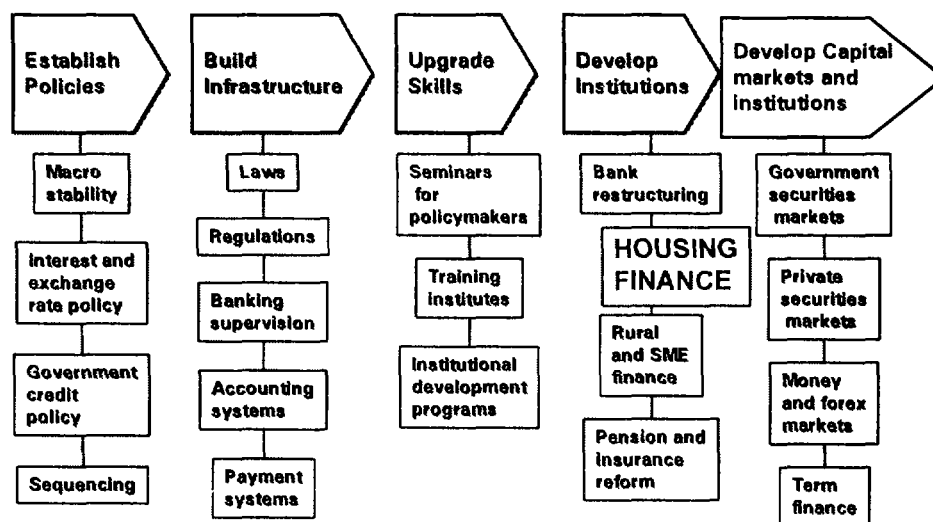 Establish
Policies
Build
Infrastructure
Upgrade
Skills
Develop
Institutions
Develop Capital
markets and
institutions
Macro
stability
Interest and
exchange
rate policy
Government
credit
policy
Sequencing
Laws
Regulations
Banking
supervision
Accounting
systems
Payment
systems
Seminars
for
policymakers
Training
institutes
Institutional
development
programs
Bank
restructuring
HOUSING
FINANCE
Rural
and SME
finance
Pension and
insurance
reform
Government
securities
markets
Private
securities
markets
Money
and forex
markets
Term
finance